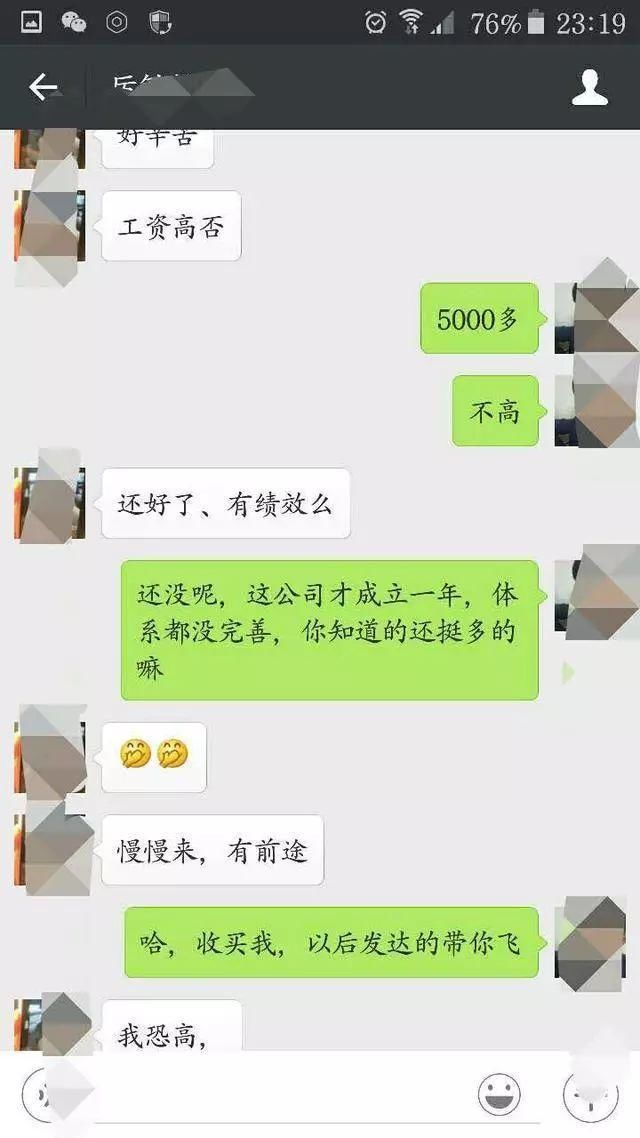 76%
23:19
好辛苦
工资高否
5000多
不高
还好了、有绩效么
还没呢，这公司才成立一年，体
系都没完善，你知道的还挺多的
嘛
慢慢来，有前途
哈，收买我，以后发达的带你飞
我恐高，